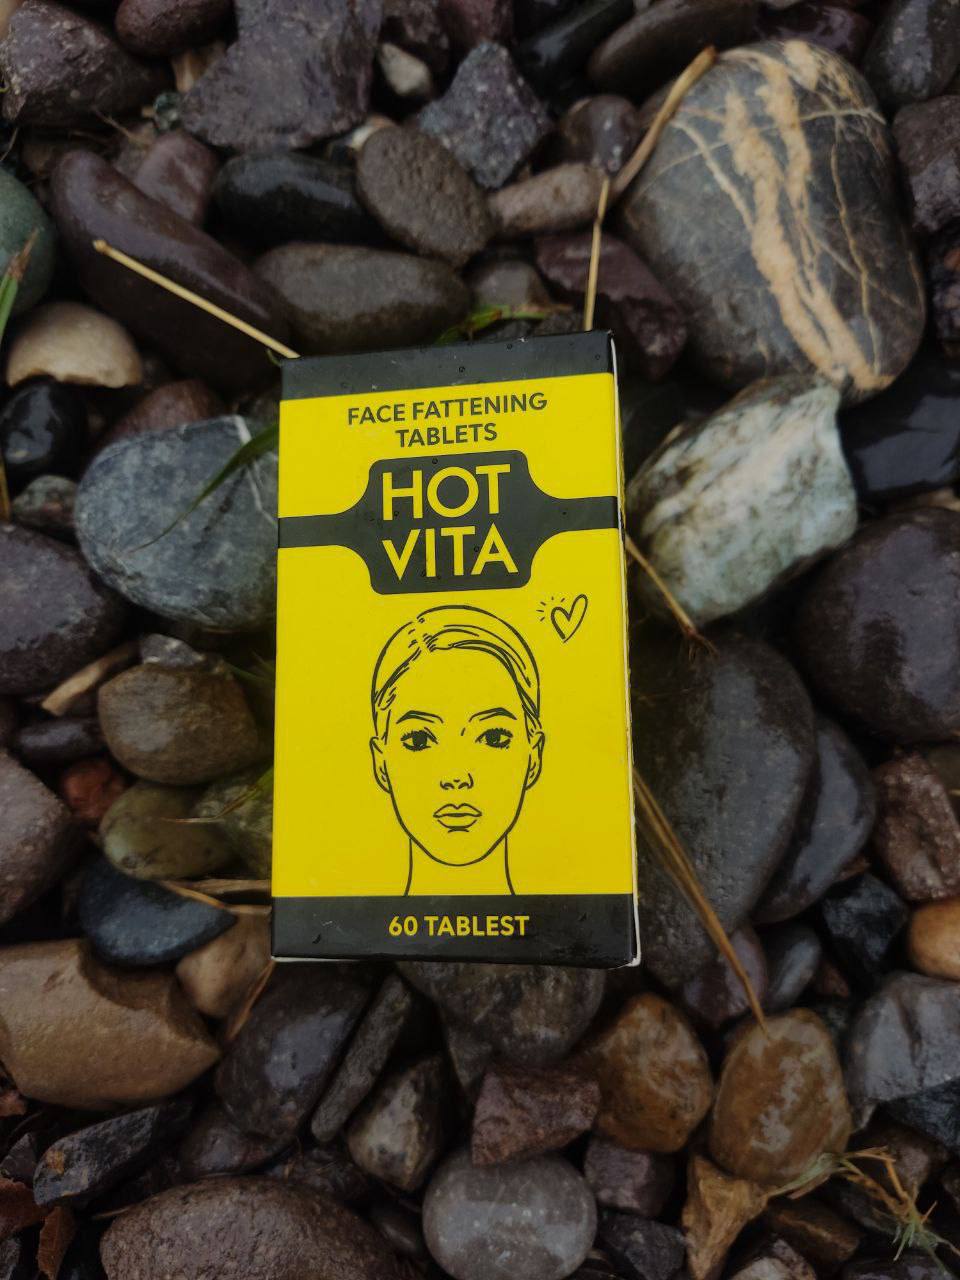 FACE FATTENING
TABLETS
HOT
VITA
60 TABLEST